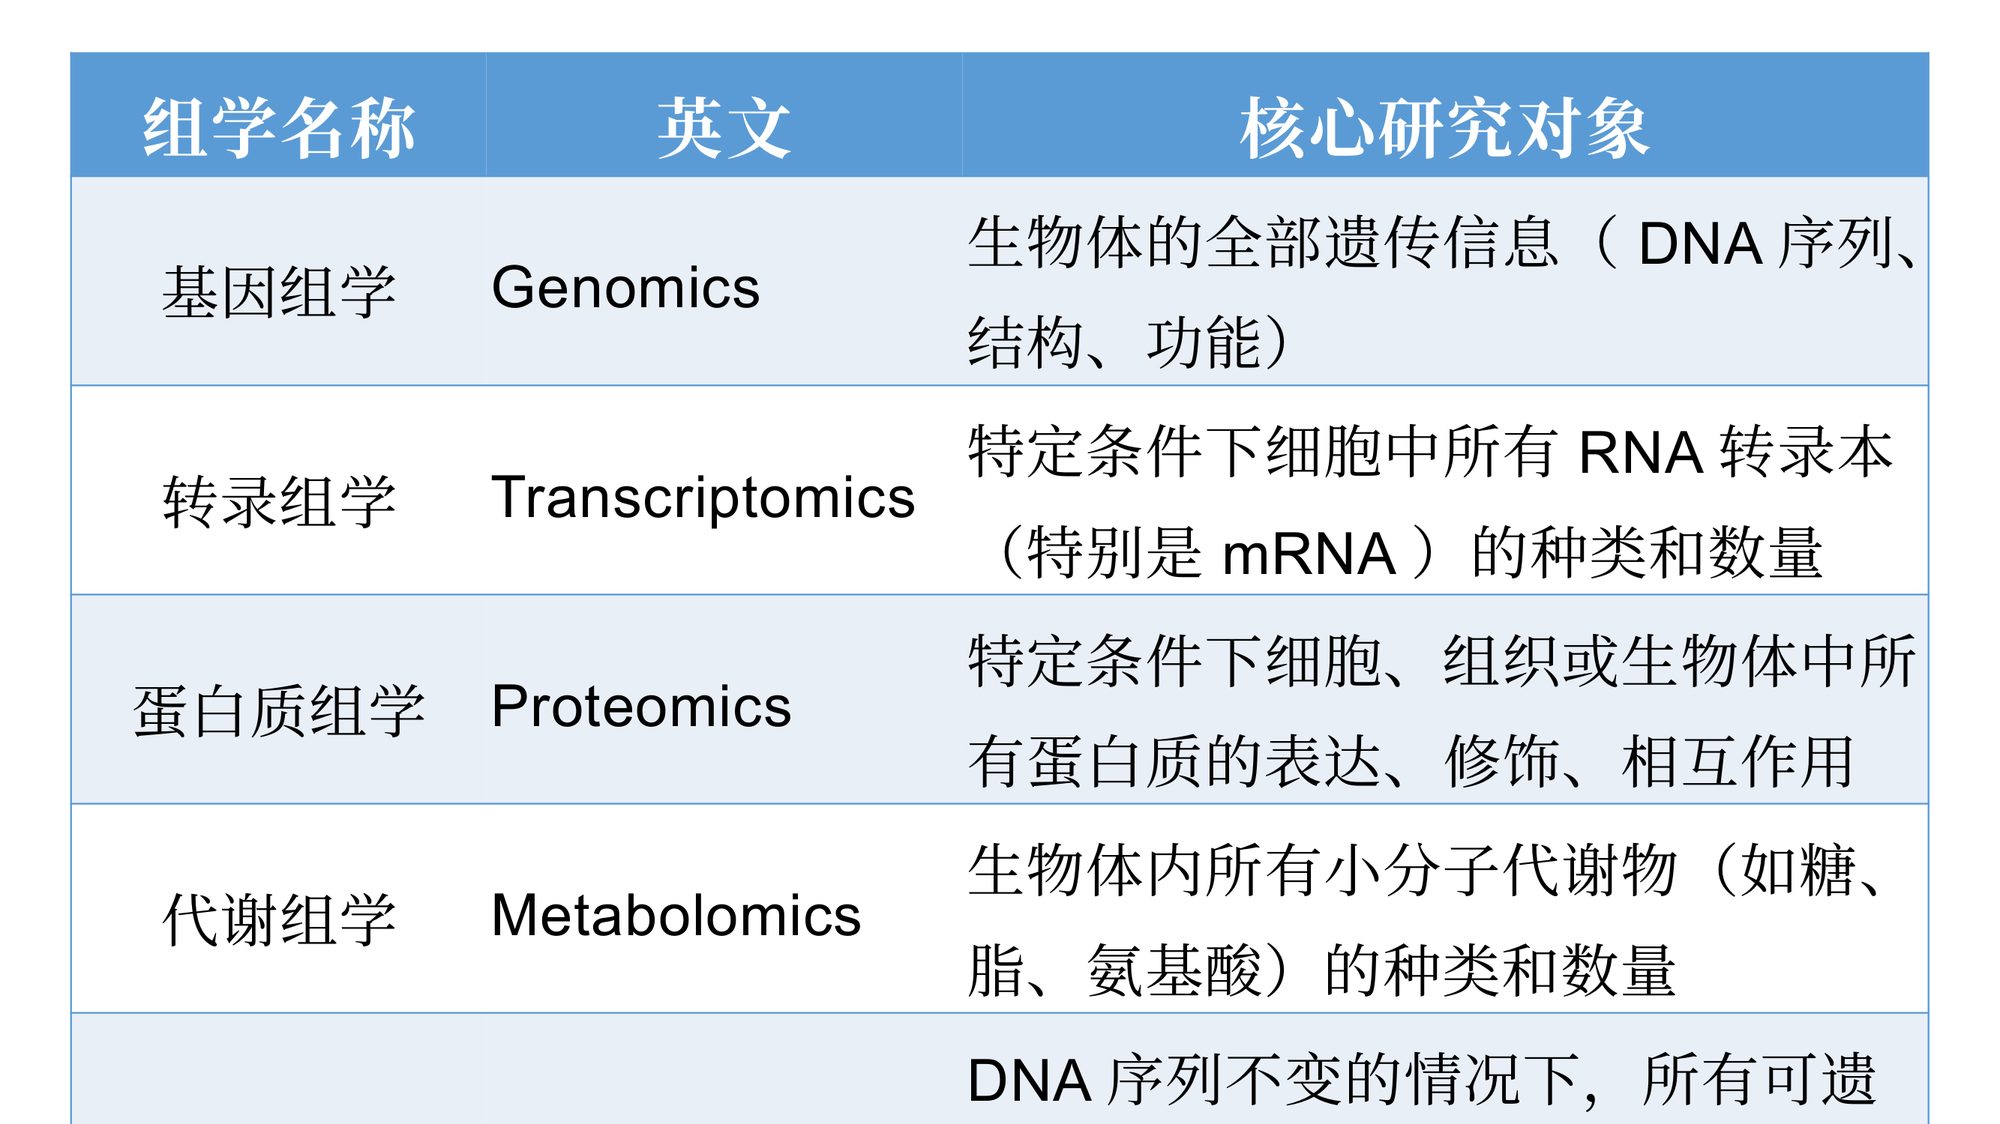 组学名称 英文 核心研究对象
基因组学 Genomics 生物体的全部遗传信息（ DNA 序列、
结构、功能）
转录组学 Transcriptomics 特定条件下细胞中所有 RNA 转录本
（特别是 mRNA ）的种类和数量
蛋白质组学 Proteomics 特定条件下细胞、组织或生物体中所
有蛋白质的表达、修饰、相互作用
代谢组学 Metabolomics 生物体内所有小分子代谢物（如糖、
脂、氨基酸）的种类和数量
DNA 序列不变的情况下，所有可遗